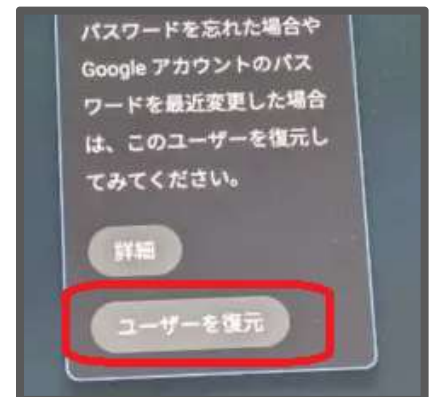 パスワードを忘れた場合や
Google アカウントのパス
ワードを最近変更した場合
は、このユーザーを復元し
てみてください。
詳細
ユーザーを復元